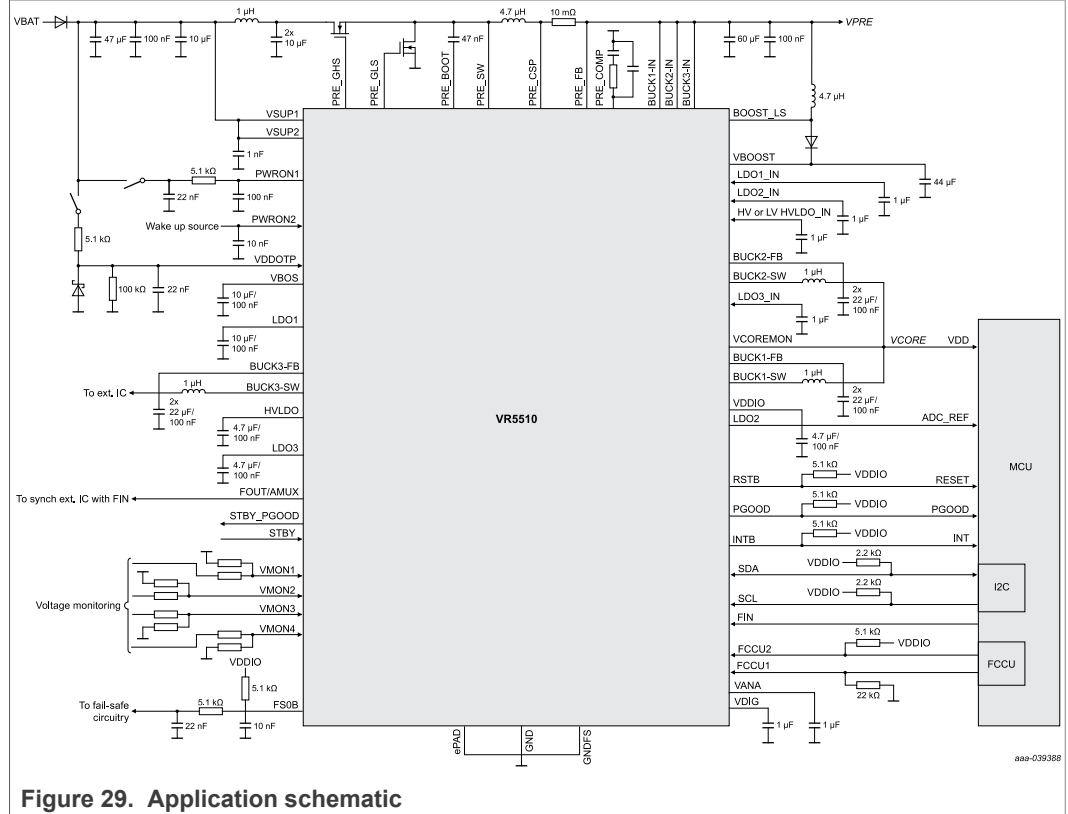 VBAT
1 µH
4.7 µH
10 mΩ
VPRE
47 µF
100 nF
10 µF
2x
10 µF
47 nF
60 µF
100 nF
PRE_GHS
PRE_GLS
PRE_BOOT
PRE_SW
PRE_CSP
PRE_FB
PRE_COMP
BUCK1-IN
BUCK2-IN
BUCK3-IN
4.7 µH
VSUP1
VSUP2
1 nF
5.1 kΩ
PWRON1
22 nF
100 nF
Wake up source
PWRON2
10 nF
5.1 kΩ
VDDOTP
100 kΩ
22 nF
VBOS
10 µF/
100 nF
LDO1
10 µF/
100 nF
BUCK3-FB
To ext. IC
1 µH
BUCK3-SW
2x
22 µF/
100 nF
HVLDO
4.7 µF/
100 nF
LDO3
4.7 µF/
100 nF
FOUT/AMUX
To synch ext. IC with FIN
STBY_PGOOD
STBY
VMON1
VMON2
Voltage monitoring
VMON3
VMON4
VDDIO
5.1 kΩ
To fail-safe
circuitry
5.1 kΩ
FS0B
22 nF
10 nF
VR5510
ePAD
GND
GNDFS
BOOST_LS
VBOOST
44 µF
LDO1_IN
1 µF
LDO2_IN
1 µF
HV or LV HVLDO_IN
1 µF
BUCK2-FB
BUCK2-SW
1 µH
2x
22 µF/
100 nF
LDO3_IN
1 µF
VCOREMON
VCORE
VDD
BUCK1-FB
BUCK1-SW
1 µH
2x
22 µF/
100 nF
VDDIO
LDO2
ADC_REF
4.7 µF/
100 nF
MCU
RSTB
5.1 kΩ
VDDIO
RESET
PGOOD
5.1 kΩ
VDDIO
PGOOD
INTB
5.1 kΩ
VDDIO
INT
SDA
VDDIO
2.2 kΩ
I2C
SCL
VDDIO
2.2 kΩ
FIN
FCCU2
5.1 kΩ
VDDIO
FCCU
FCCU1
22 kΩ
VANA
VDIG
1 µF
1 µF
aaa-039388
Figure 29. Application schematic